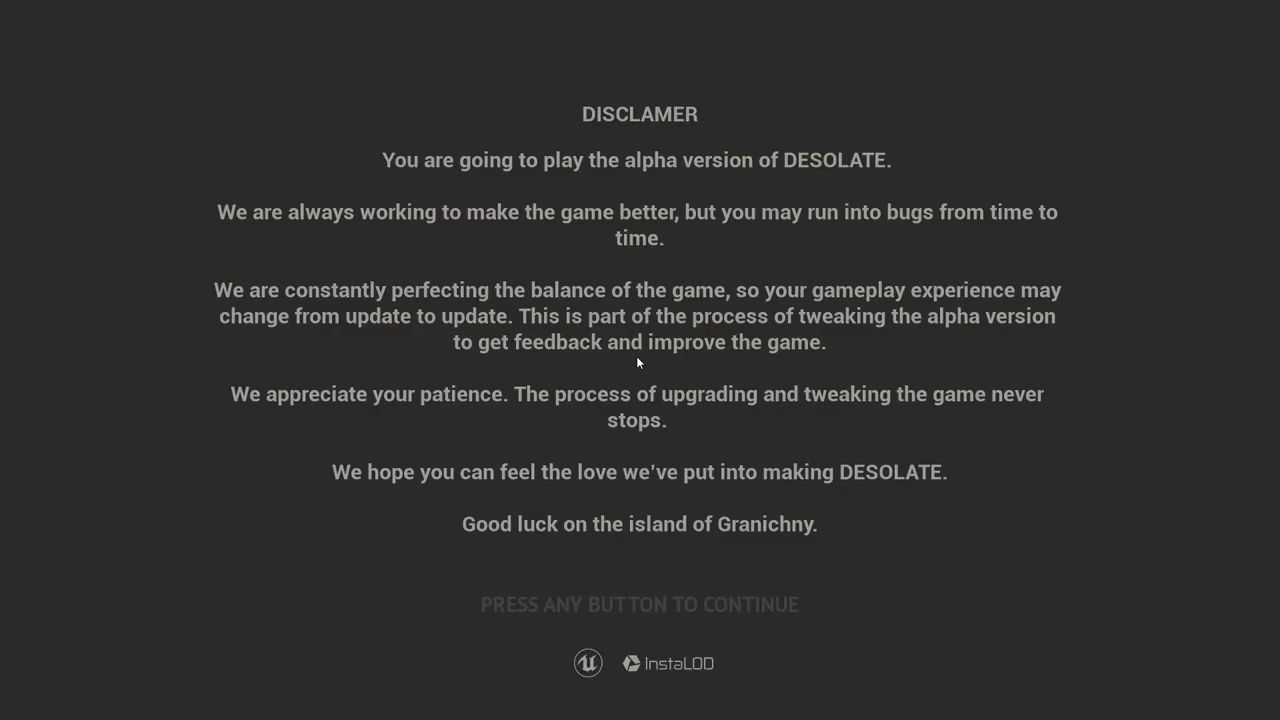 DISCLAMER
You are going to play the alpha version of DESOLATE.
We are always working to make the game better, but you may run into bugs from time to
time.
We are constantly perfecting the balance of the game, so your gameplay experience may
change from update to update. This is part of the process of tweaking the alpha version
to get feedback and improve the game.
We appreciate your patience. The process of upgrading and tweaking the game never
stops.
We hope you can feel the love we've put into making DESOLATE.
Good luck on the island of Granichny.
PRESS ANY BUTTON TO CONTINUE
InstaLOD